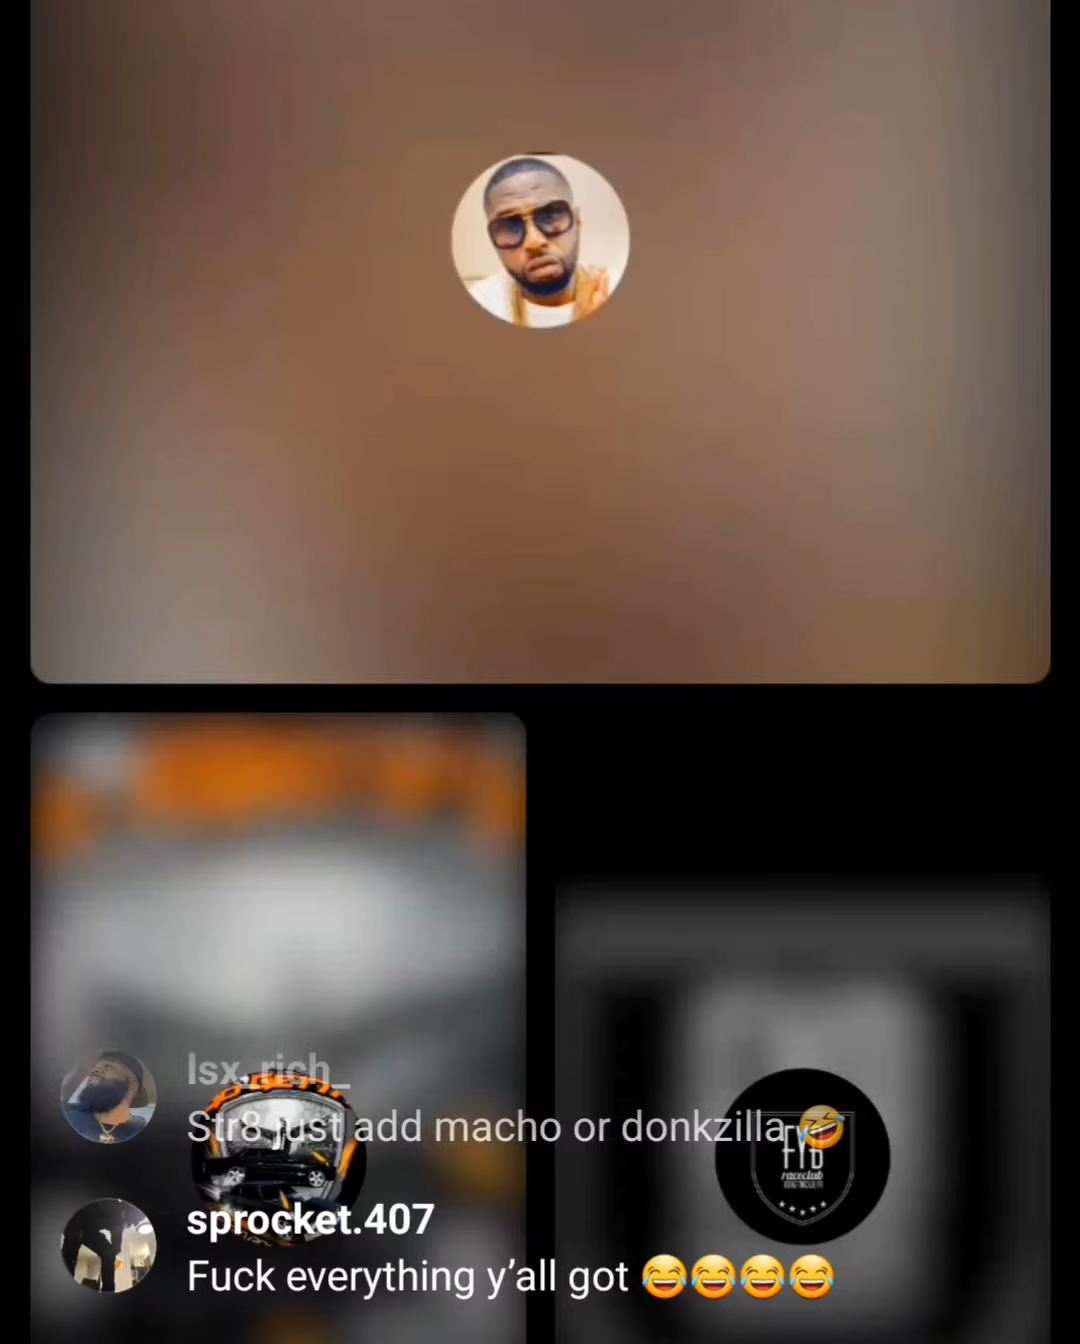 lsx_rich_
Str8 just add macho or donkzilla 🤣
FYB
raceclub
sprocket.407
Fuck everything y’all got 😂😂😂😂